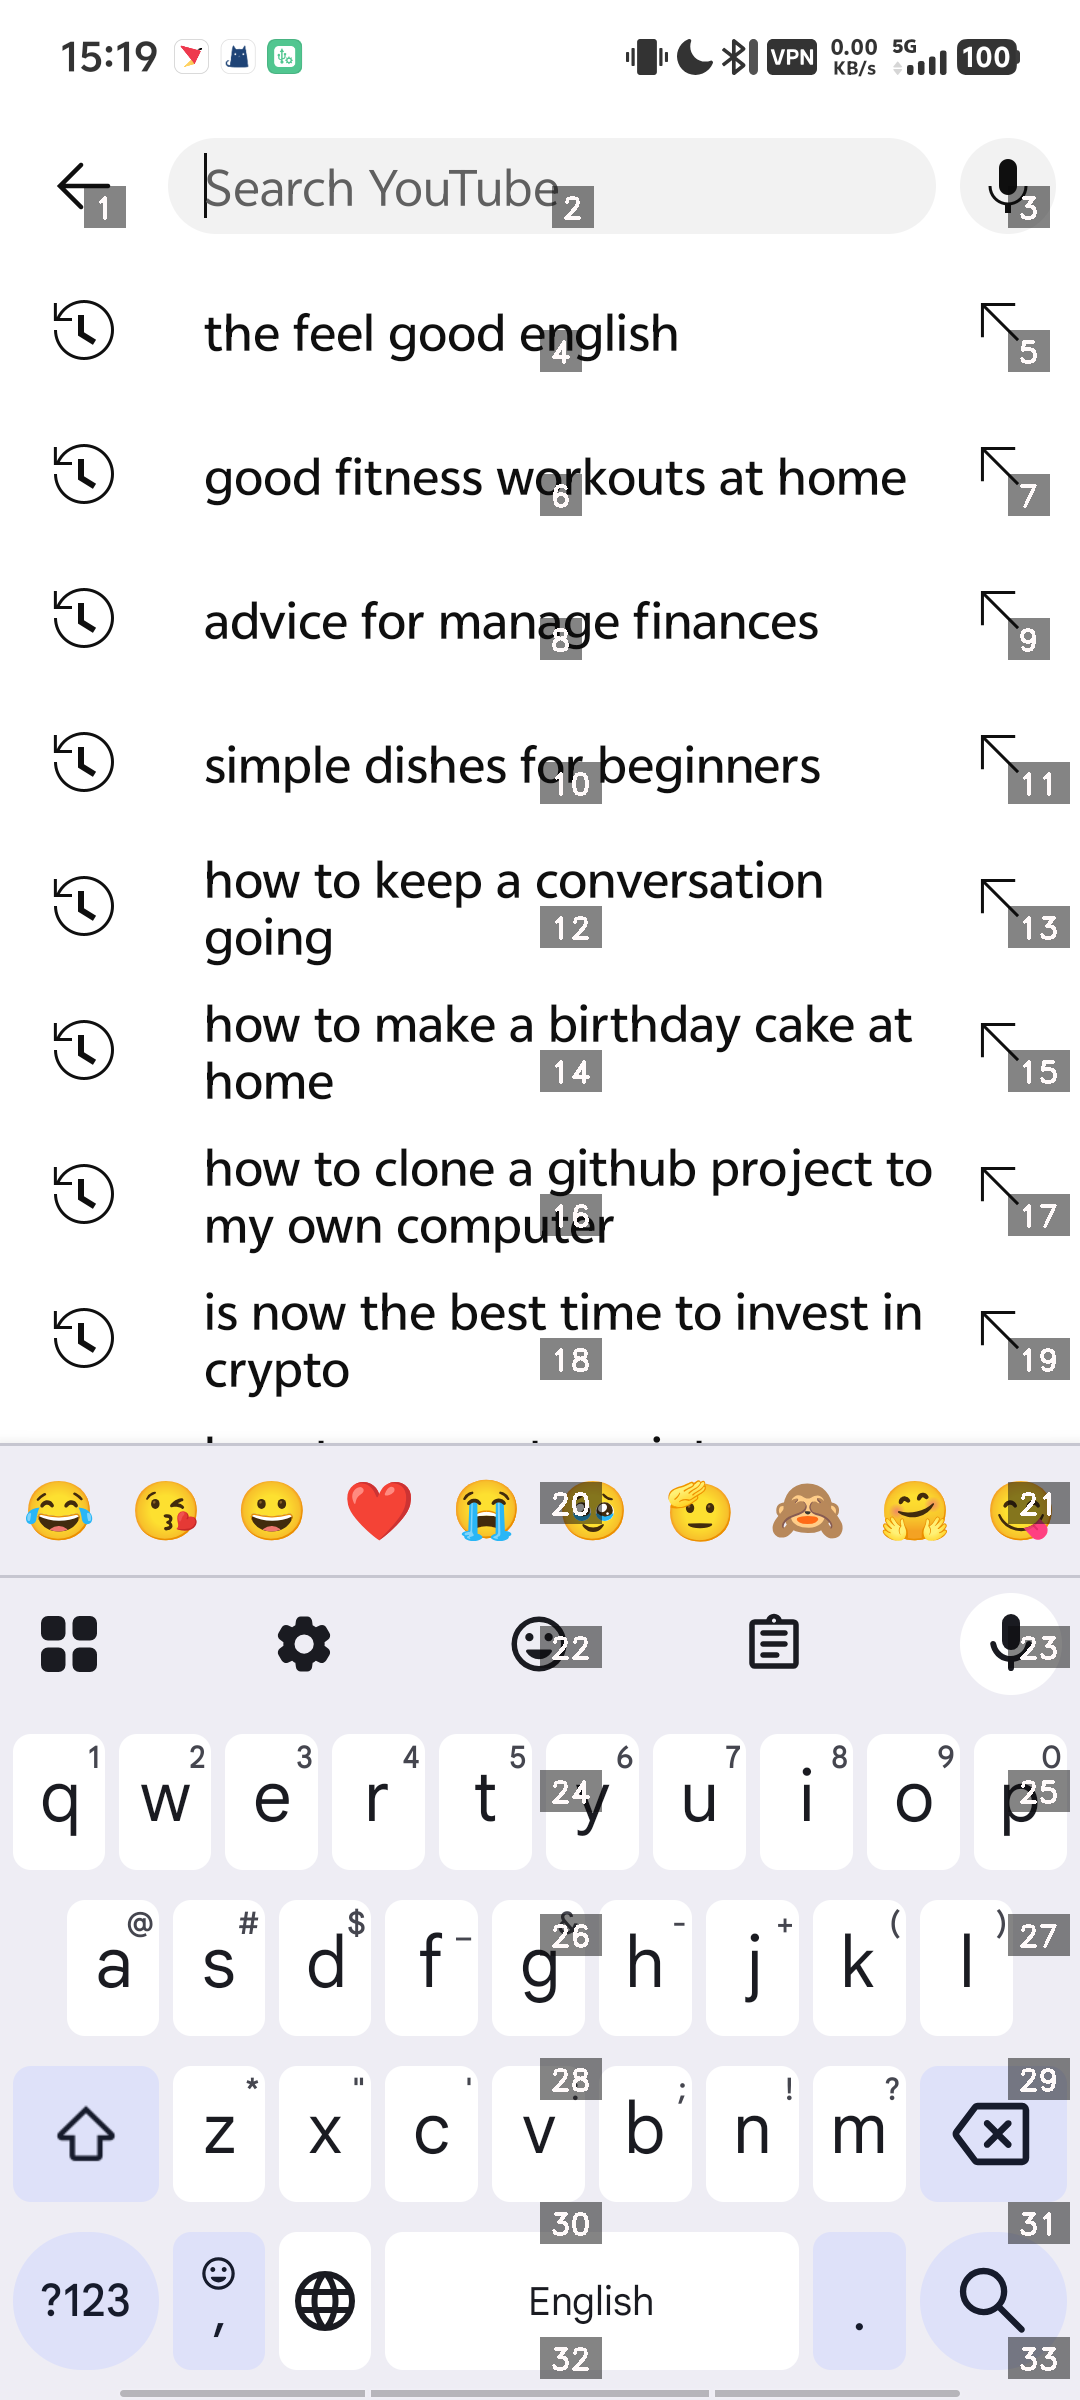 15:19
VPN
0.00
KB/s
5G
100
Search YouTube
1
2
3
the feel good english
4
5
good fitness workouts at home
6
7
advice for manage finances
8
9
simple dishes for beginners
10
11
how to keep a conversation
going
12
13
how to make a birthday cake at
home
14
15
how to clone a github project to
my own computer
16
17
is now the best time to invest in
crypto
18
19
20
21
22
23
1 2 3 4 5 6 7 8 9 0
q w e r t y u i o p
24
25
@ # $ _ & - + ( )
a s d f g h j k l
26
27
* " ' : ; ! ?
z x c v b n m
28
29
30
31
?123
,
English
.
32
33